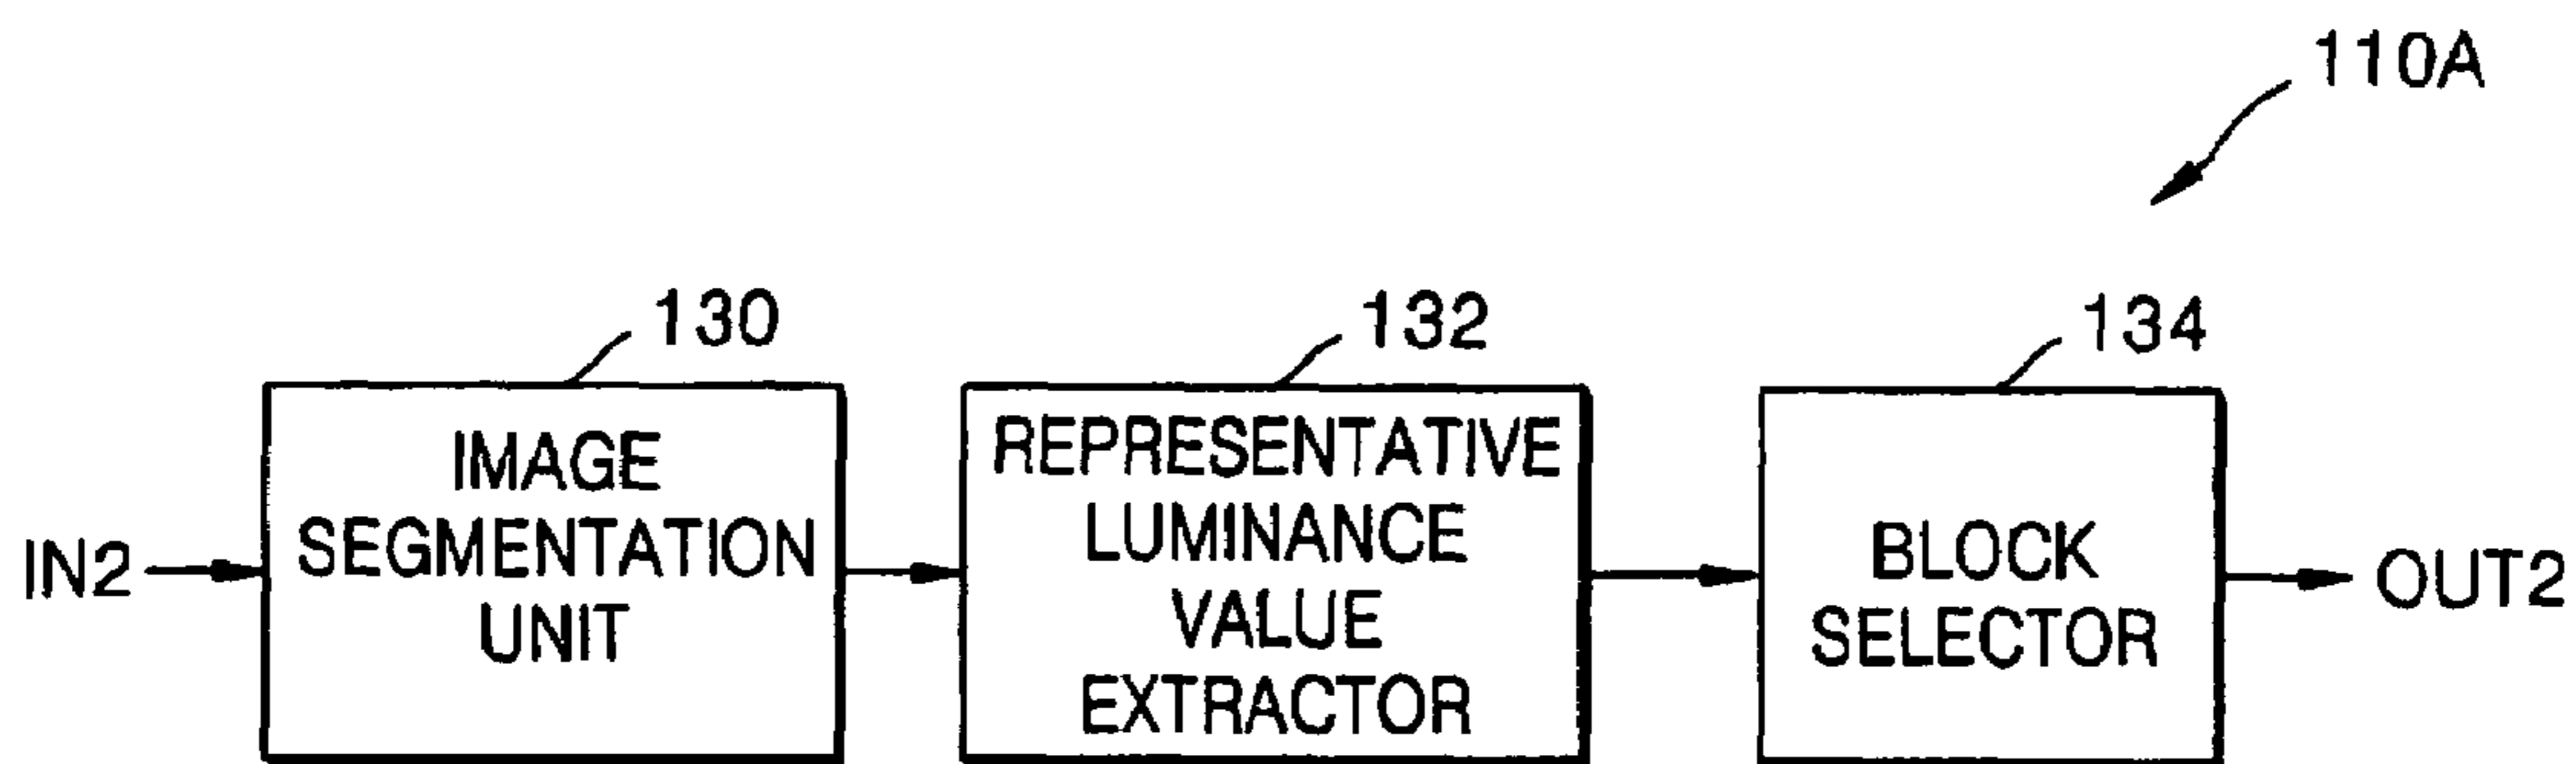 110A
130
132
134
IN2
IMAGE
SEGMENTATION
UNIT
REPRESENTATIVE
LUMINANCE
VALUE
EXTRACTOR
BLOCK
SELECTOR
OUT2